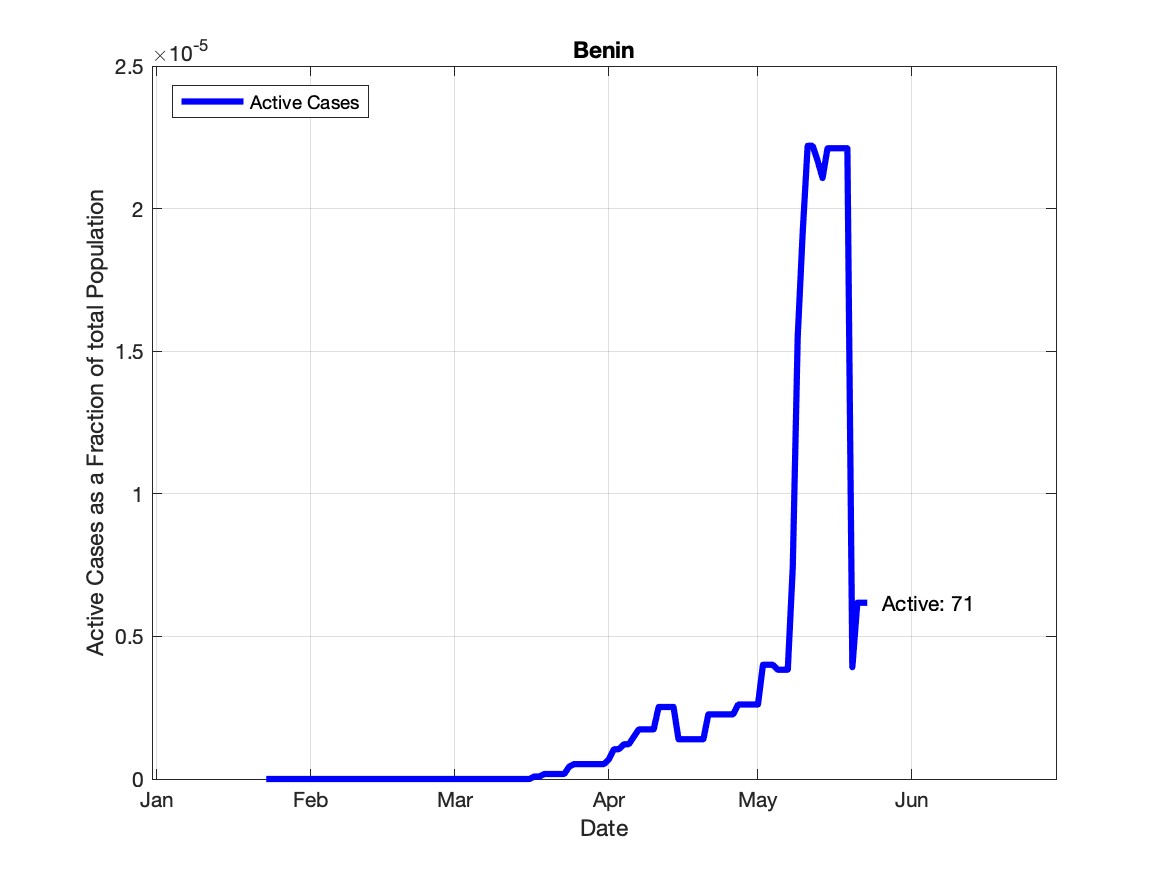 Benin
×10-5
2.5
2
1.5
1
0.5
0
Active Cases as a Fraction of total Population
Active Cases
Active: 71
Jan Feb Mar Apr May Jun
Date